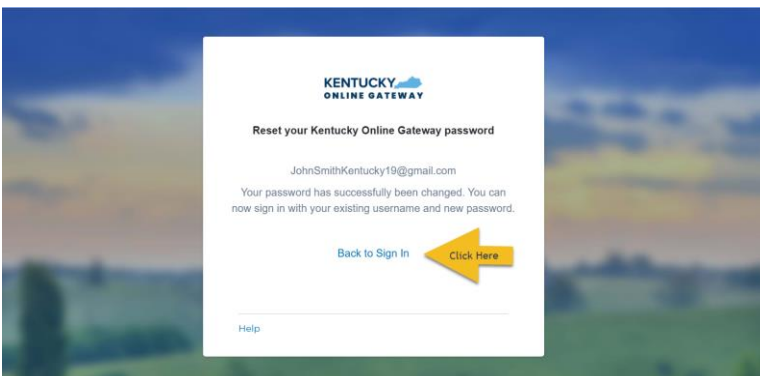 KENTUCKY
ONLINE GATEWAY
Reset your Kentucky Online Gateway password
JohnSmithKentucky19@gmail.com
Your password has successfully been changed. You can
now sign in with your existing username and new password.
Back to Sign In
Click Here
Help